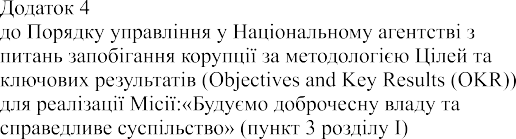 Додаток 4
до Порядку управління у Національному агентстві з
питань запобігання корупції за методологією Цілей та
ключових результатів (Objectives and Key Results (OKR))
для реалізації Місії:«Будуємо доброчесну владу та
справедливе суспільство» (пункт 3 розділу I)